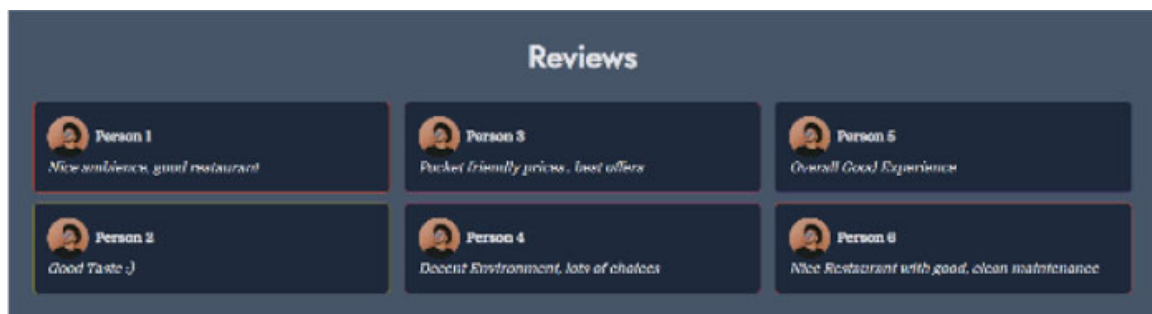 Reviews
Person 1
Nice ambience, good restaurant
Person 3
Pocket friendly prices , best offers
Person 5
Overall Good Experience
Person 2
Good Taste :)
Person 4
Decent Environment, lots of choices
Person 6
Nice Restaurant with good, clean maintenance